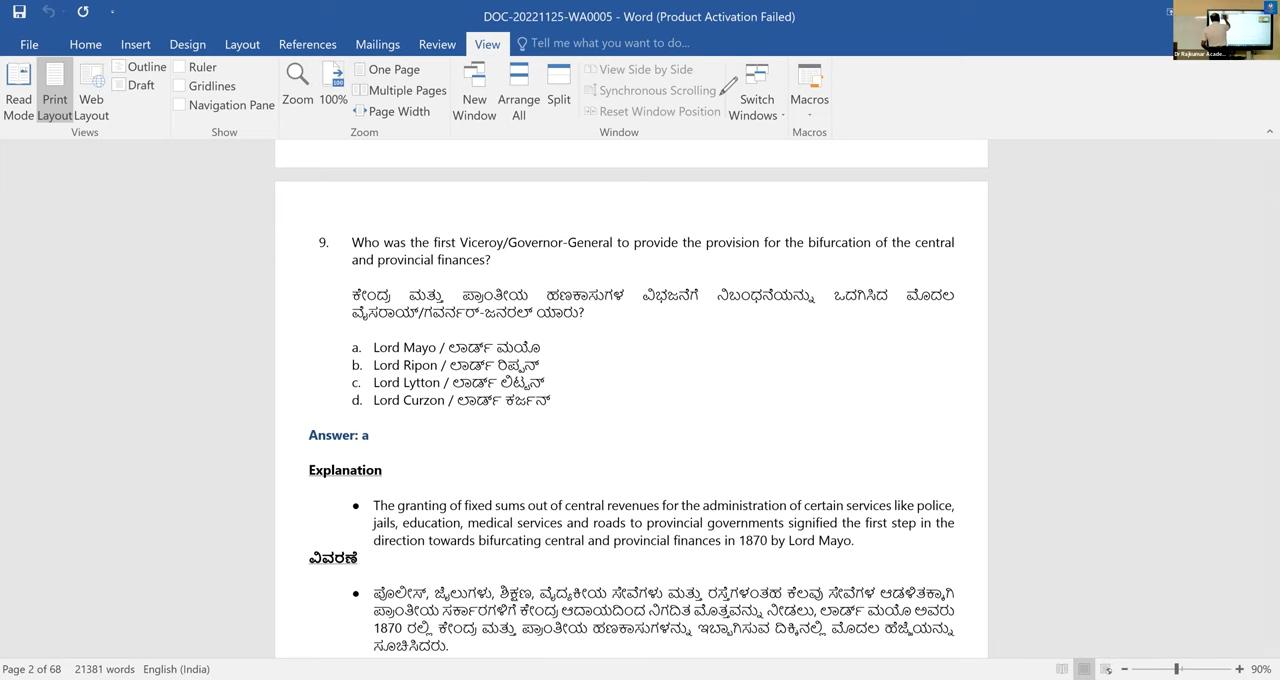 DOC-20221125-WA0005 - Word (Product Activation Failed)
File Home Insert Design Layout References Mailings Review View Tell me what you want to do...
Read Mode
Print Layout
Web Layout
Outline
Draft
Views
Ruler
Gridlines
Navigation Pane
Show
Zoom
100%
One Page
Multiple Pages
Page Width
Zoom
New Window
Arrange All
Split
View Side by Side
Synchronous Scrolling
Reset Window Position
Window
Switch Windows
Macros
Macros
Dr Rajkumar Acade...
9. Who was the first Viceroy/Governor-General to provide the provision for the bifurcation of the central
and provincial finances?
ಕೇಂದ್ರ ಮತ್ತು ಪ್ರಾಂತೀಯ ಹಣಕಾಸುಗಳ ವಿಭಜನೆಗೆ ನಿಬಂಧನೆಯನ್ನು ಒದಗಿಸಿದ ಮೊದಲ
ವೈಸರಾಯ್/ಗವರ್ನರ್-ಜನರಲ್ ಯಾರು?
a. Lord Mayo / ಲಾರ್ಡ್ ಮಯೊ
b. Lord Ripon / ಲಾರ್ಡ್ ರಿಪ್ಪನ್
c. Lord Lytton / ಲಾರ್ಡ್ ಲಿಟ್ಟನ್
d. Lord Curzon / ಲಾರ್ಡ್ ಕರ್ಜನ್
Answer: a
Explanation
● The granting of fixed sums out of central revenues for the administration of certain services like police,
jails, education, medical services and roads to provincial governments signified the first step in the
direction towards bifurcating central and provincial finances in 1870 by Lord Mayo.
ವಿವರಣೆ
● ಪೊಲೀಸ್, ಜೈಲುಗಳು, ಶಿಕ್ಷಣ, ವೈದ್ಯಕೀಯ ಸೇವೆಗಳು ಮತ್ತು ರಸ್ತೆಗಳಂತಹ ಕೆಲವು ಸೇವೆಗಳ ಆಡಳಿತಕ್ಕಾಗಿ
ಪ್ರಾಂತೀಯ ಸರ್ಕಾರಗಳಿಗೆ ಕೇಂದ್ರ ಆದಾಯದಿಂದ ನಿಗದಿತ ಮೊತ್ತವನ್ನು ನೀಡಲು, ಲಾರ್ಡ್ ಮಯೊ ಅವರು
1870 ರಲ್ಲಿ ಕೇಂದ್ರ ಮತ್ತು ಪ್ರಾಂತೀಯ ಹಣಕಾಸುಗಳನ್ನು ಇಬ್ಭಾಗಿಸುವ ದಿಕ್ಕಿನಲ್ಲಿ ಮೊದಲ ಹೆಜ್ಜೆಯನ್ನು
ಸೂಚಿಸಿದರು.
Page 2 of 68 21381 words English (India) 90%